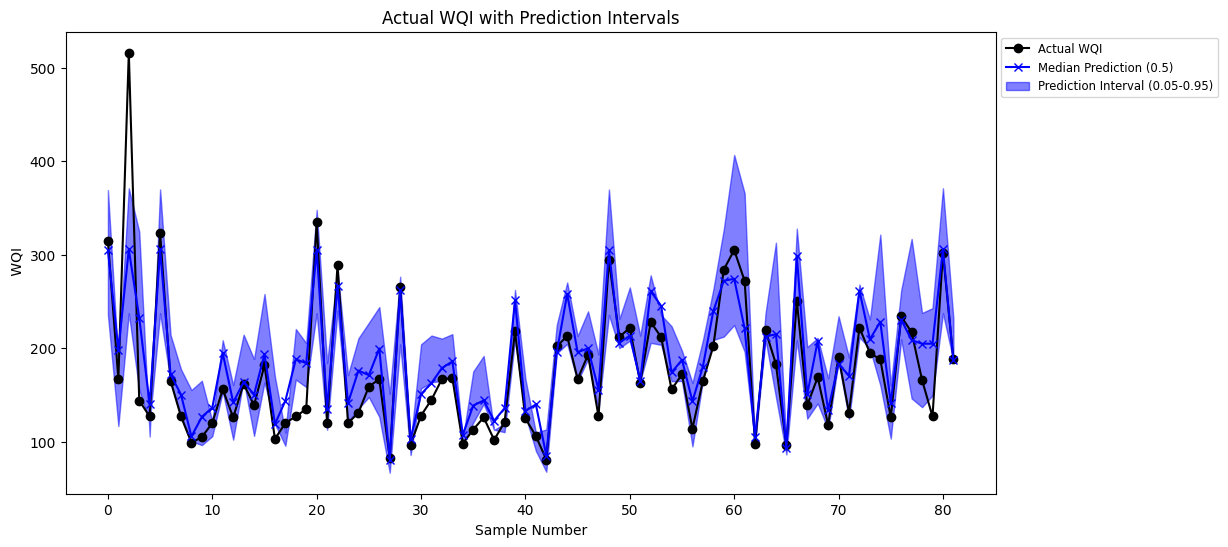 Actual WQI with Prediction Intervals
Actual WQI
Median Prediction (0.5)
Prediction Interval (0.05-0.95)
WQI
500
400
300
200
100
0 10 20 30 40 50 60 70 80
Sample Number